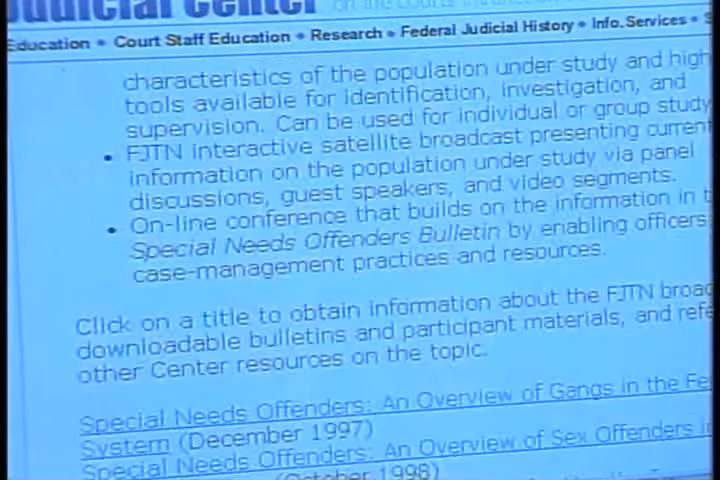 Judicial Center
Education • Court Staff Education • Research • Federal Judicial History • Info. Services •
characteristics of the population under study and high
tools available for identification, investigation, and
supervision. Can be used for individual or group study
• FJTN interactive satellite broadcast presenting current
information on the population under study via panel
discussions, guest speakers, and video segments.
• On-line conference that builds on the information in t
Special Needs Offenders Bulletin by enabling officers
case-management practices and resources.
Click on a title to obtain information about the FJTN broad
downloadable bulletins and participant materials, and refe
other Center resources on the topic.
Special Needs Offenders: An Overview of Gangs in the Fe
System (December 1997)
Special Needs Offenders: An Overview of Sex Offenders in
(October 1998)